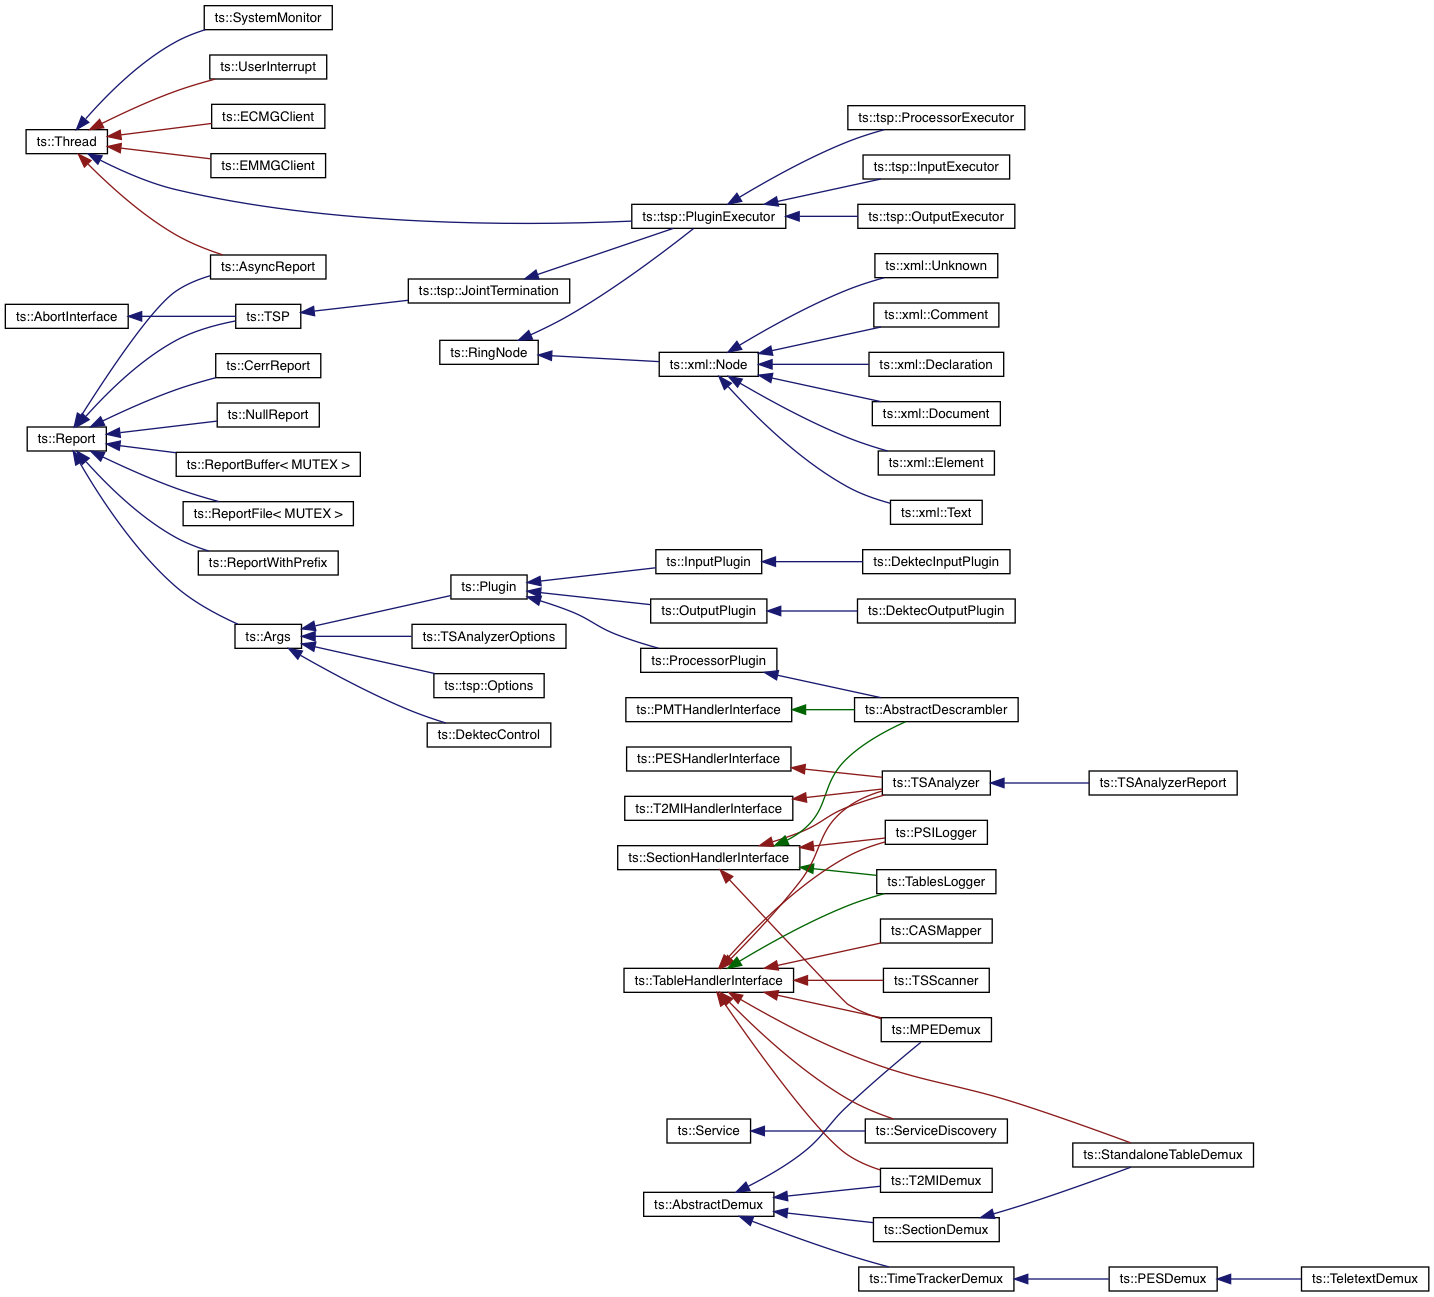 ts::SystemMonitor
ts::UserInterrupt
ts::ECMGClient
ts::Thread
ts::EMMGClient
ts::tsp::ProcessorExecutor
ts::tsp::InputExecutor
ts::tsp::PluginExecutor
ts::tsp::OutputExecutor
ts::AsyncReport
ts::xml::Unknown
ts::tsp::JointTermination
ts::AbortInterface
ts::TSP
ts::xml::Comment
ts::RingNode
ts::CerrReport
ts::xml::Node
ts::xml::Declaration
ts::NullReport
ts::xml::Document
ts::Report
ts::ReportBuffer< MUTEX >
ts::xml::Element
ts::ReportFile< MUTEX >
ts::xml::Text
ts::ReportWithPrefix
ts::InputPlugin
ts::DektecInputPlugin
ts::Plugin
ts::OutputPlugin
ts::DektecOutputPlugin
ts::Args
ts::TSAnalyzerOptions
ts::ProcessorPlugin
ts::tsp::Options
ts::PMTHandlerInterface
ts::AbstractDescrambler
ts::DektecControl
ts::PESHandlerInterface
ts::TSAnalyzer
ts::TSAnalyzerReport
ts::T2MIHandlerInterface
ts::PSILogger
ts::SectionHandlerInterface
ts::TablesLogger
ts::CASMapper
ts::TableHandlerInterface
ts::TSScanner
ts::MPEDemux
ts::Service
ts::ServiceDiscovery
ts::StandaloneTableDemux
ts::T2MIDemux
ts::AbstractDemux
ts::SectionDemux
ts::TimeTrackerDemux
ts::PESDemux
ts::TeletextDemux